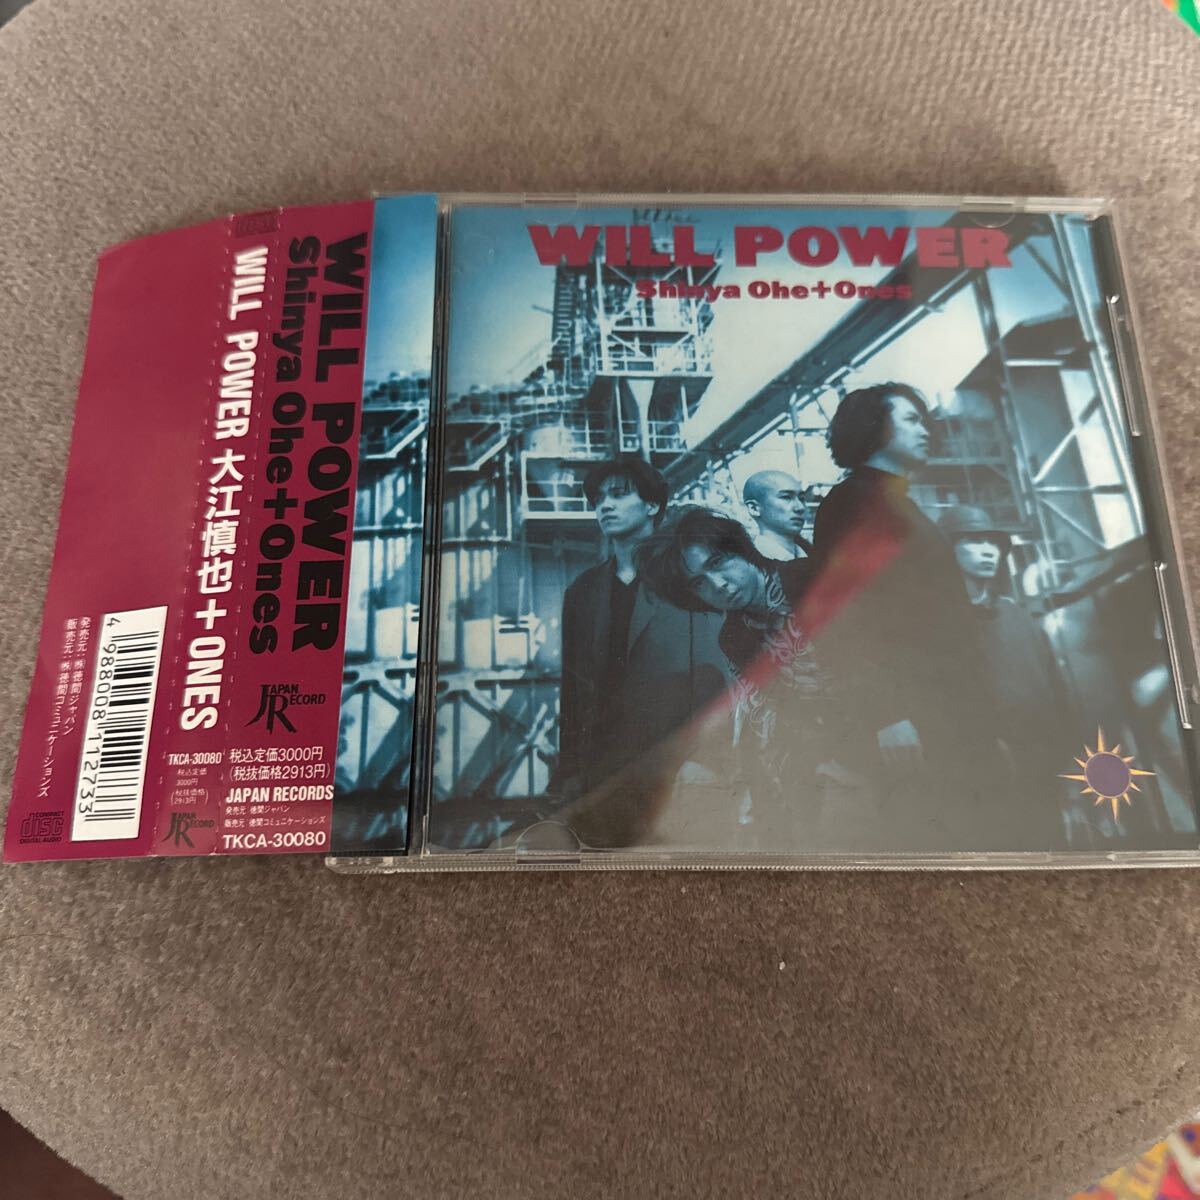 WILL POWER
Shinya Ohe+Ones
WILL POWER
Shinya Ohe+Ones
JAPAN RECORD
税込定価3000円
(税抜価格2913円)
JAPAN RECORDS
発売元 徳間ジャパン
販売元 徳間コミュニケーションズ
TKCA-30080
WILL POWER 大江慎也+ONES
TKCA-30080
税込定価
3000円
(税抜価格
2913円)
JAPAN RECORD
4 988008 112733
発売元:㈱徳間ジャパン
販売元:㈱徳間コミュニケーションズ
COMPACT
disc
DIGITAL AUDIO